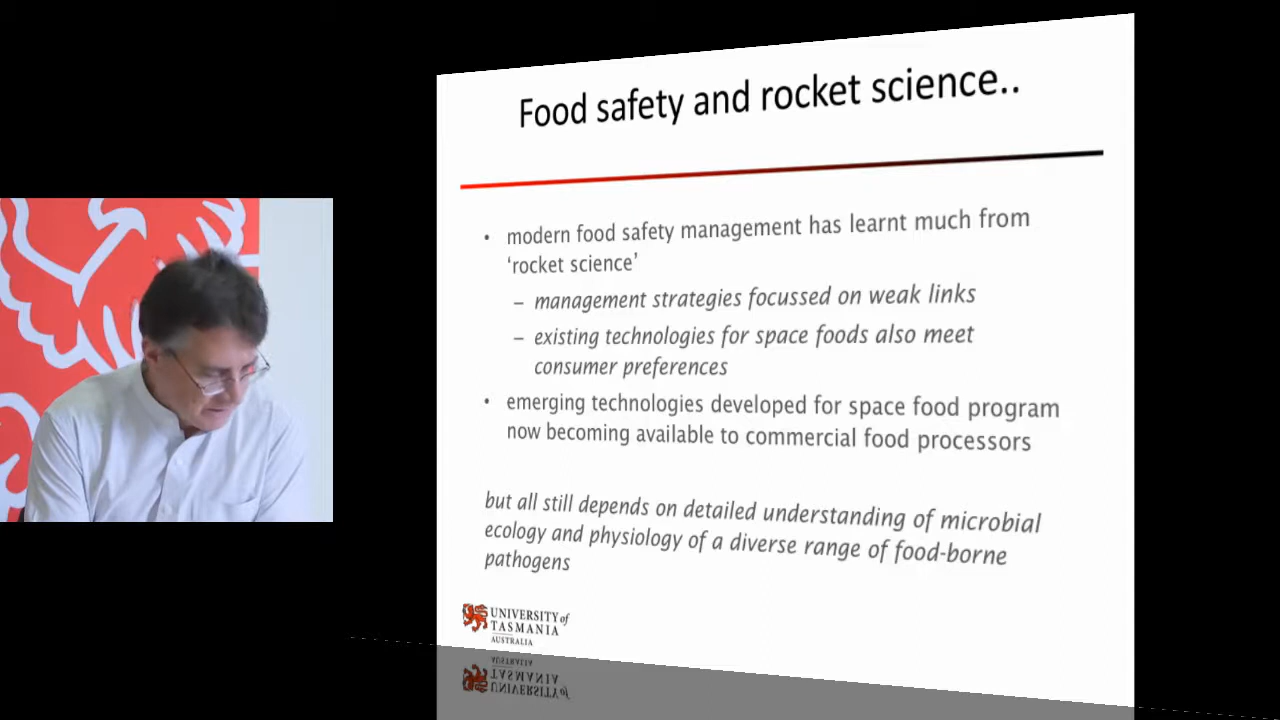 Food safety and rocket science..
• modern food safety management has learnt much from
‘rocket science’
– management strategies focussed on weak links
– existing technologies for space foods also meet
consumer preferences
• emerging technologies developed for space food program
now becoming available to commercial food processors
but all still depends on detailed understanding of microbial
ecology and physiology of a diverse range of food-borne
pathogens
UNIVERSITY of
TASMANIA
AUSTRALIA